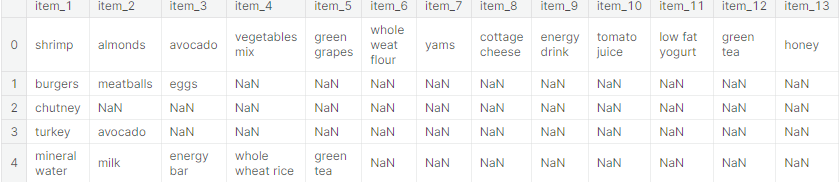 item_1 item_2 item_3 item_4 item_5 item_6 item_7 item_8 item_9 item_10 item_11 item_12 item_13
0 shrimp almonds avocado vegetables mix green grapes whole weat flour yams cottage cheese energy drink tomato juice low fat yogurt green tea honey
1 burgers meatballs eggs NaN NaN NaN NaN NaN NaN NaN NaN NaN NaN
2 chutney NaN NaN NaN NaN NaN NaN NaN NaN NaN NaN NaN NaN
3 turkey avocado NaN NaN NaN NaN NaN NaN NaN NaN NaN NaN NaN
4 mineral water milk energy bar whole wheat rice green tea NaN NaN NaN NaN NaN NaN NaN NaN